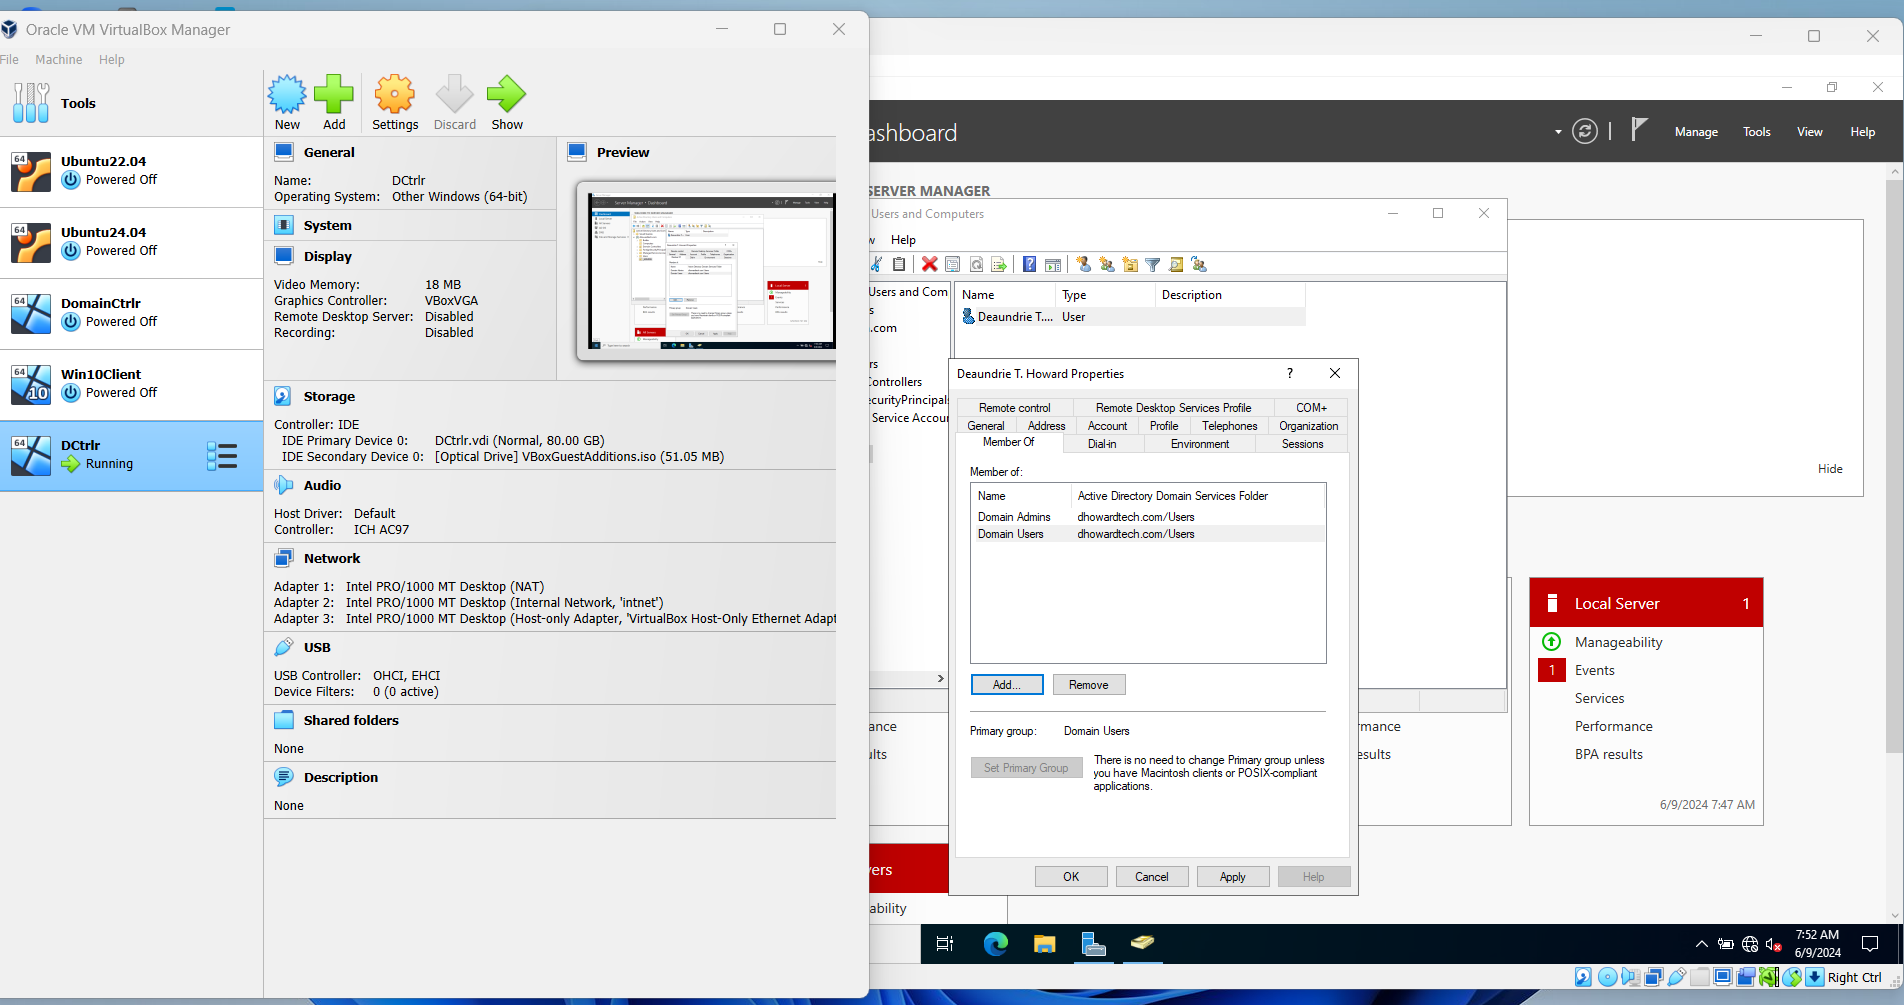 Oracle VM VirtualBox Manager
File Machine Help
Tools
64
Ubuntu22.04
Powered Off
64
Ubuntu24.04
Powered Off
64
DomainCtrlr
Powered Off
64
10
Win10Client
Powered Off
64
DCtrlr
Running
New Add Settings Discard Show
General
Name: DCtrlr
Operating System: Other Windows (64-bit)
System
Display
Video Memory: 18 MB
Graphics Controller: VBoxVGA
Remote Desktop Server: Disabled
Recording: Disabled
Preview
Storage
Controller: IDE
IDE Primary Device 0: DCtrlr.vdi (Normal, 80.00 GB)
IDE Secondary Device 0: [Optical Drive] VBoxGuestAdditions.iso (51.05 MB)
Audio
Host Driver: Default
Controller: ICH AC97
Network
Adapter 1: Intel PRO/1000 MT Desktop (NAT)
Adapter 2: Intel PRO/1000 MT Desktop (Internal Network, 'intnet')
Adapter 3: Intel PRO/1000 MT Desktop (Host-only Adapter, 'VirtualBox Host-Only Ethernet Adapt
USB
USB Controller: OHCI, EHCI
Device Filters: 0 (0 active)
Shared folders
None
Description
None
ashboard
Manage Tools View Help
SERVER MANAGER
Users and Computers
w Help
Users and Com
s
.com
rs
Controllers
ecurityPrincipals
Service Accour
Name Type Description
Deaundrie T.... User
Deaundrie T. Howard Properties
?
Remote control Remote Desktop Services Profile COM+
General Address Account Profile Telephones Organization
Member Of Dial-in Environment Sessions
Member of:
Name Active Directory Domain Services Folder
Domain Admins dhowardtech.com/Users
Domain Users dhowardtech.com/Users
Add... Remove
Primary group: Domain Users
Set Primary Group
There is no need to change Primary group unless
you have Macintosh clients or POSIX-compliant
applications.
OK Cancel Apply Help
Hide
Local Server 1
Manageability
1 Events
Services
Performance
BPA results
6/9/2024 7:47 AM
ance
ults
rmance
esults
vers
ability
7:52 AM
6/9/2024
Right Ctrl